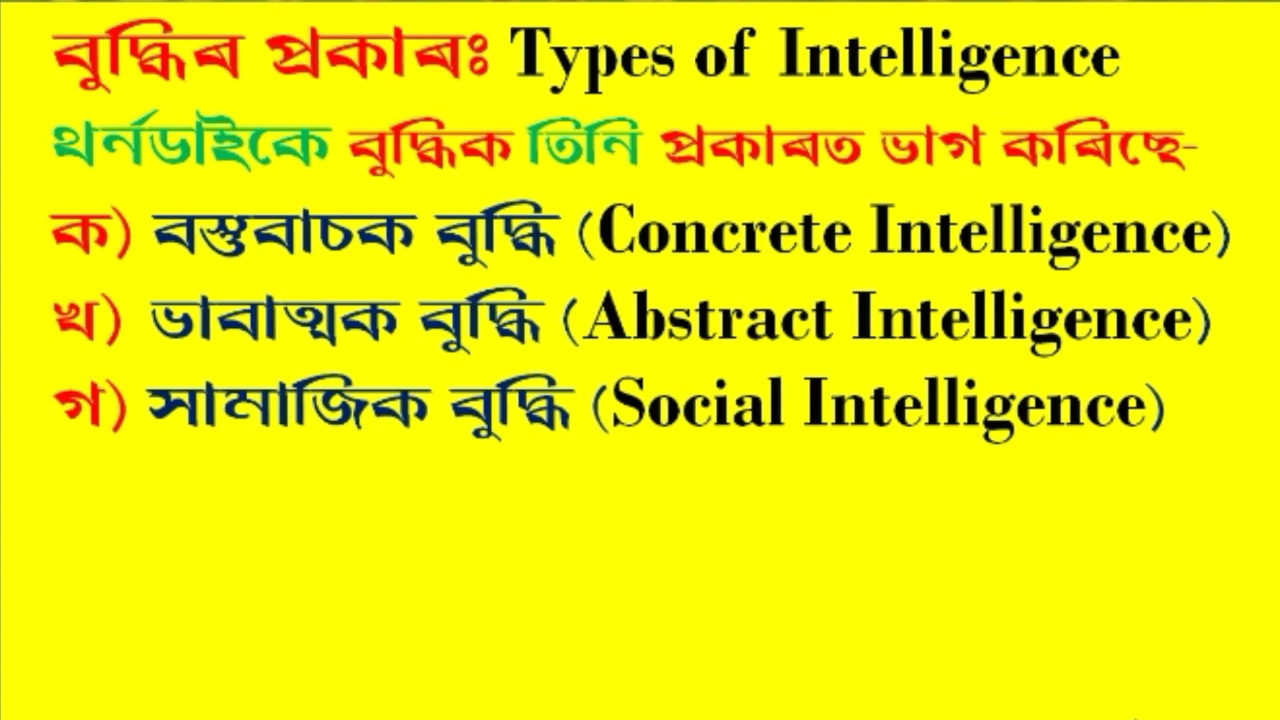 বুদ্ধিৰ প্ৰকাৰঃ Types of Intelligence
থৰ্নডাইকে বুদ্ধিক তিনি প্ৰকাৰত ভাগ কৰিছে-
ক) বস্তুবাচক বুদ্ধি (Concrete Intelligence)
খ) ভাবাত্মক বুদ্ধি (Abstract Intelligence)
গ) সামাজিক বুদ্ধি (Social Intelligence)